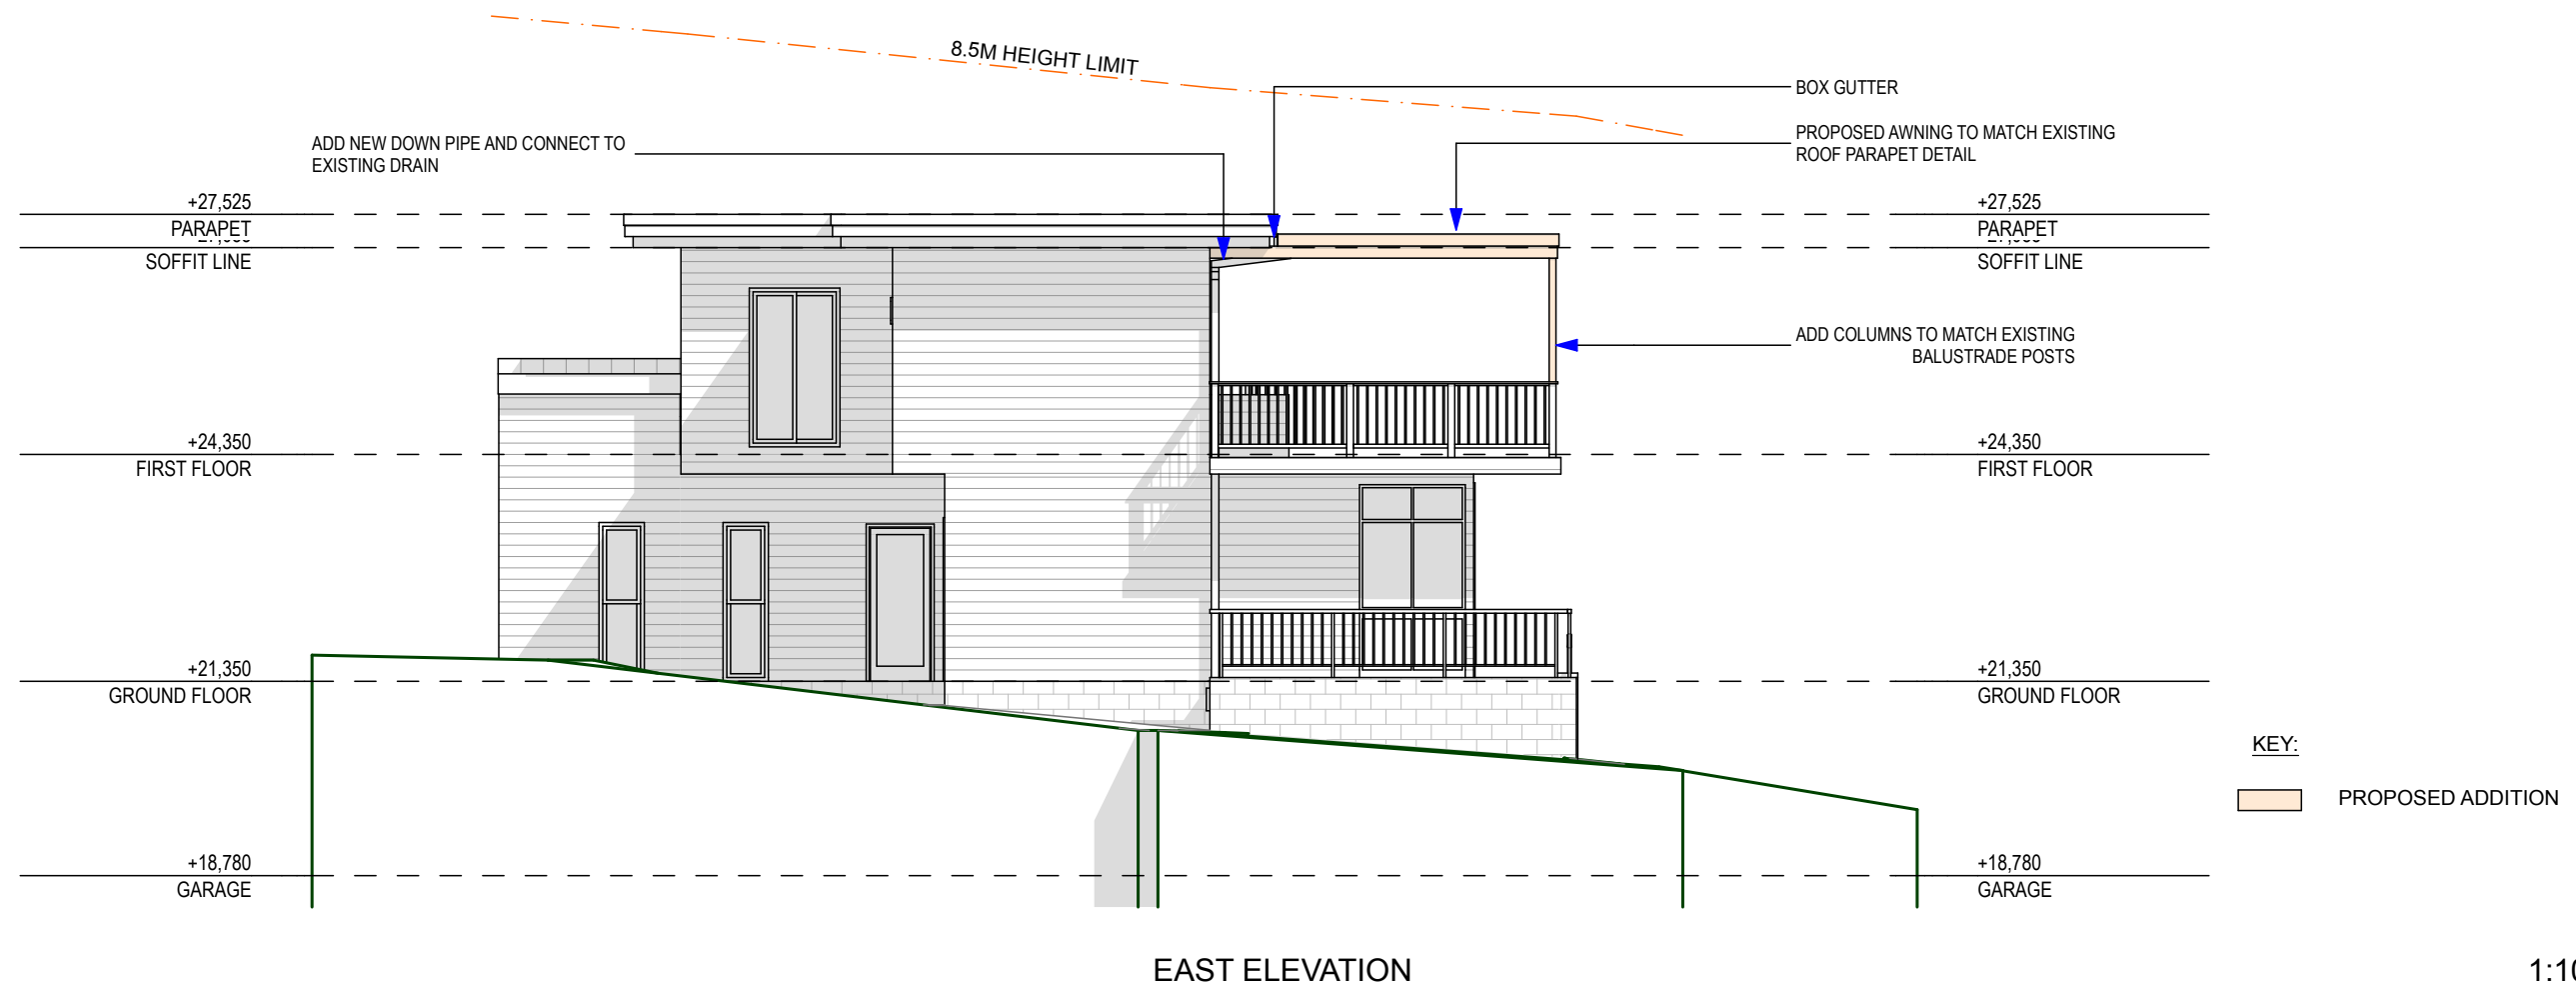 8.5M HEIGHT LIMIT
BOX GUTTER
ADD NEW DOWN PIPE AND CONNECT TO
EXISTING DRAIN
PROPOSED AWNING TO MATCH EXISTING
ROOF PARAPET DETAIL
+27,525
PARAPET
SOFFIT LINE
+27,525
PARAPET
SOFFIT LINE
ADD COLUMNS TO MATCH EXISTING
BALUSTRADE POSTS
+24,350
FIRST FLOOR
+24,350
FIRST FLOOR
+21,350
GROUND FLOOR
+21,350
GROUND FLOOR
KEY:
PROPOSED ADDITION
+18,780
GARAGE
+18,780
GARAGE
EAST ELEVATION